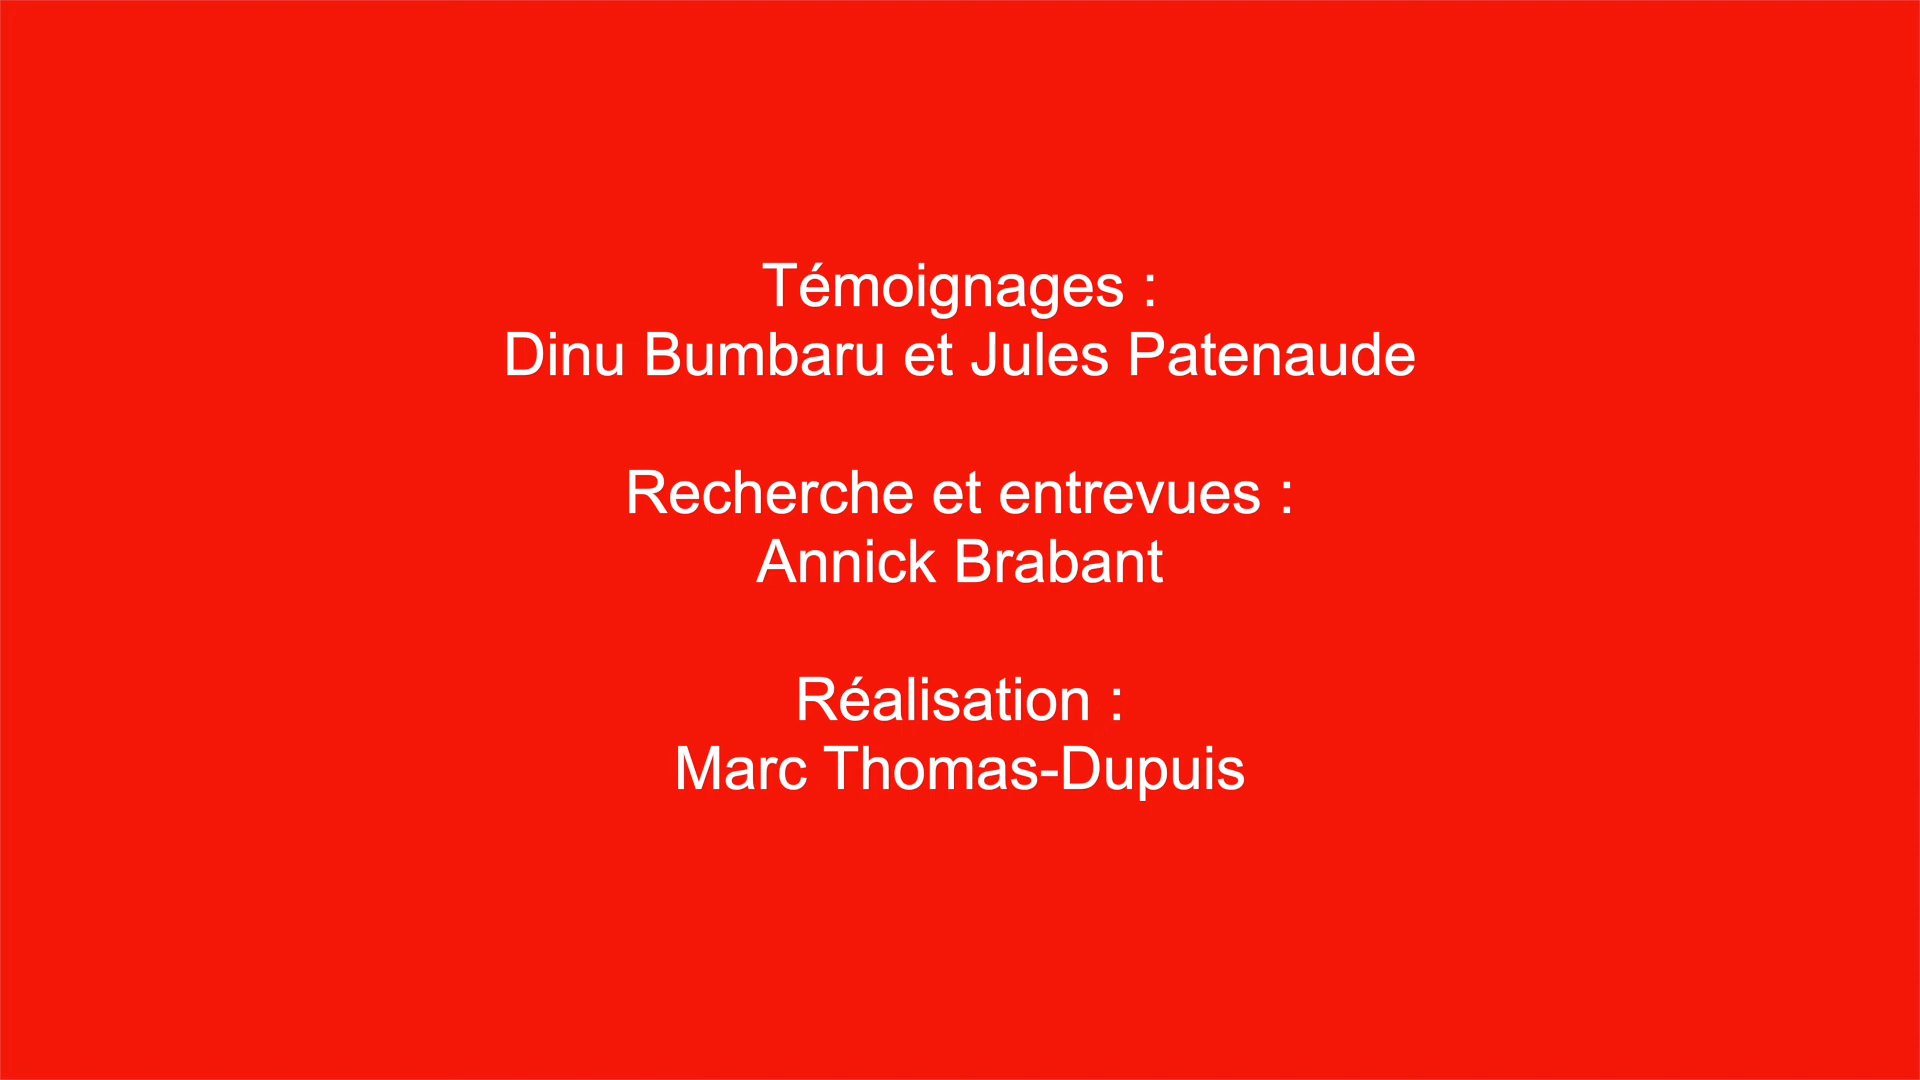 Témoignages :
Dinu Bumbaru et Jules Patenaude
Recherche et entrevues :
Annick Brabant
Réalisation :
Marc Thomas-Dupuis